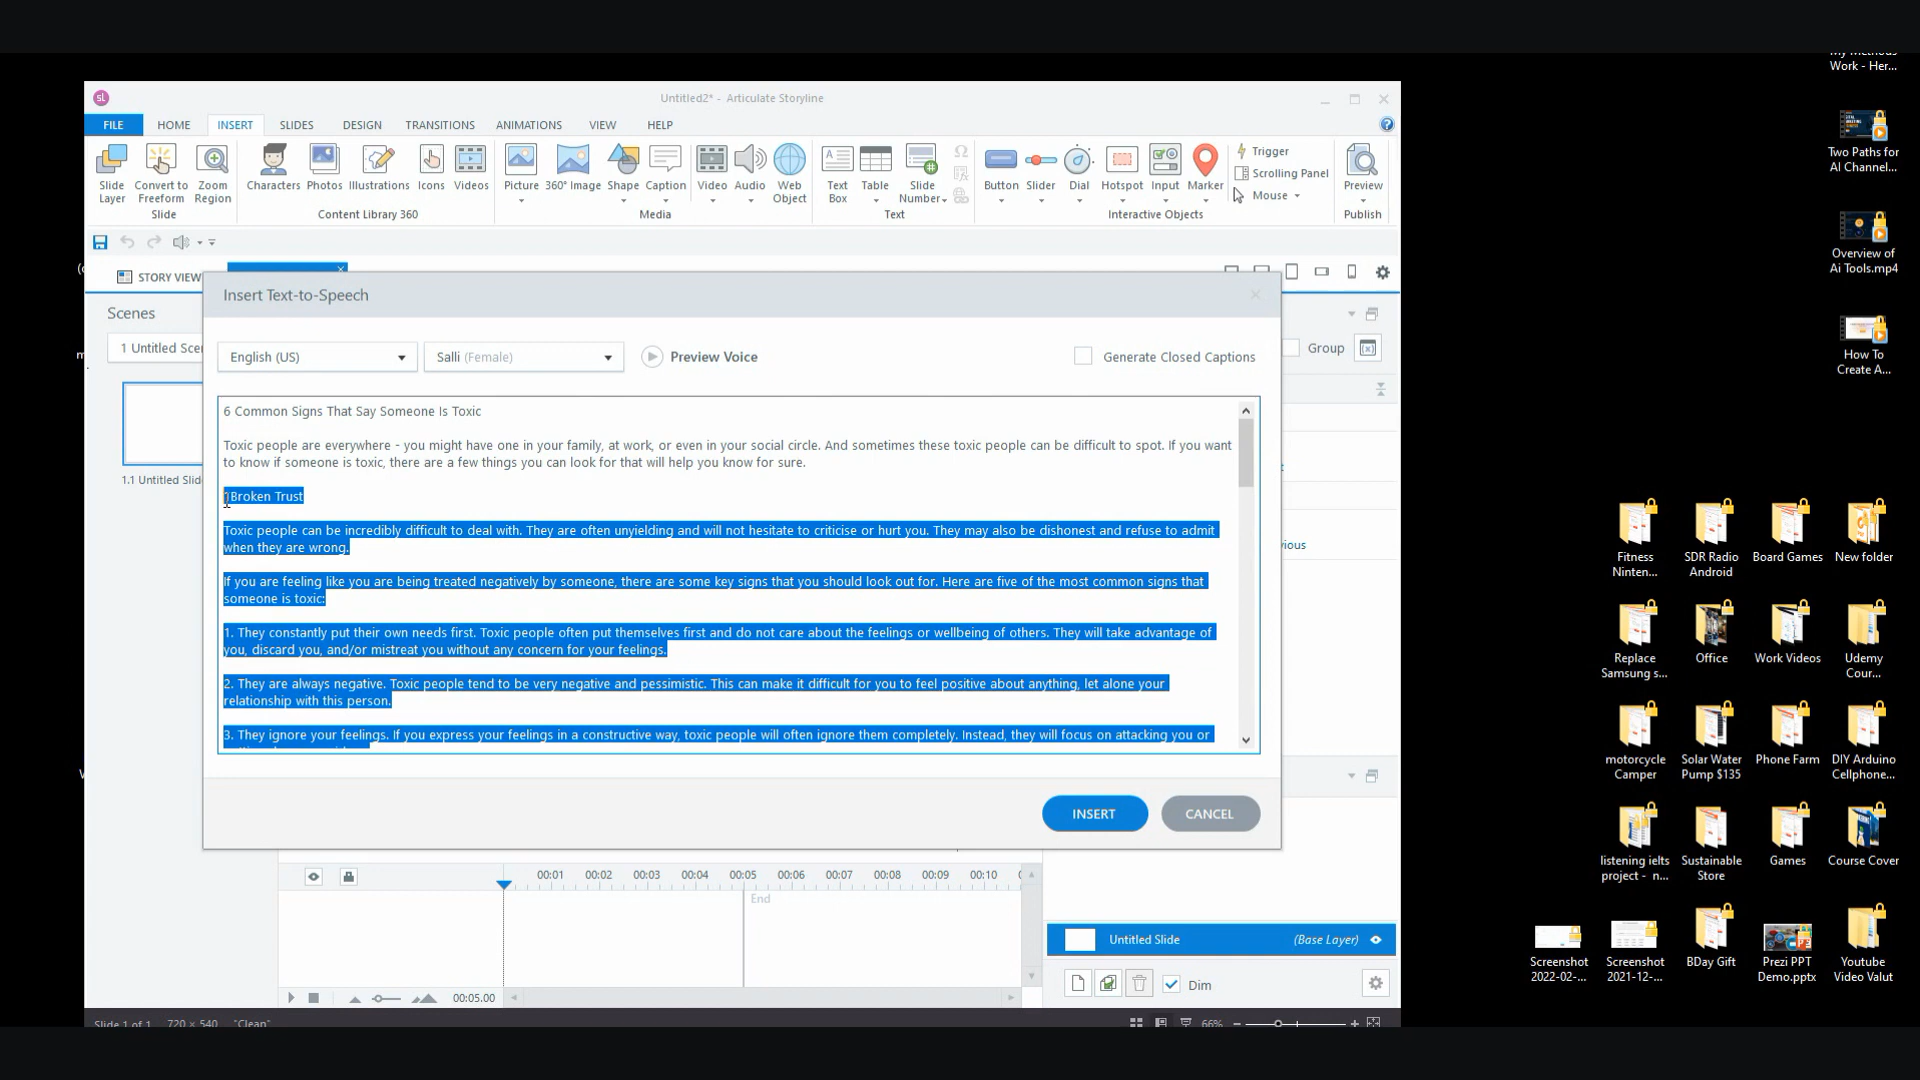 My Methods
Work - Her...
Untitled2* - Articulate Storyline
FILE HOME INSERT SLIDES DESIGN TRANSITIONS ANIMATIONS VIEW HELP
Slide Layer
Convert to Freeform
Zoom Region
Slide
Characters
Photos
Illustrations
Icons
Videos
Content Library 360
Picture
360° Image
Shape
Caption
Video
Audio
Web Object
Media
Text Box
Table
Slide Number
Text
Button
Slider
Dial
Hotspot
Input
Marker
Trigger
Scrolling Panel
Mouse
Interactive Objects
Preview
Publish
STORY VIEW
Scenes
1 Untitled Sce
1.1 Untitled Slid
Group
Insert Text-to-Speech
English (US)
Salli (Female)
Preview Voice
Generate Closed Captions
6 Common Signs That Say Someone Is Toxic
Toxic people are everywhere - you might have one in your family, at work, or even in your social circle. And sometimes these toxic people can be difficult to spot. If you want
to know if someone is toxic, there are a few things you can look for that will help you know for sure.
Broken Trust
Toxic people can be incredibly difficult to deal with. They are often unyielding and will not hesitate to criticise or hurt you. They may also be dishonest and refuse to admit
when they are wrong.
If you are feeling like you are being treated negatively by someone, there are some key signs that you should look out for. Here are five of the most common signs that
someone is toxic:
1. They constantly put their own needs first. Toxic people often put themselves first and do not care about the feelings or wellbeing of others. They will take advantage of
you, discard you, and/or mistreat you without any concern for your feelings.
2. They are always negative. Toxic people tend to be very negative and pessimistic. This can make it difficult for you to feel positive about anything, let alone your
relationship with this person.
3. They ignore your feelings. If you express your feelings in a constructive way, toxic people will often ignore them completely. Instead, they will focus on attacking you or
INSERT
CANCEL
vious
00:01 00:02 00:03 00:04 00:05 00:06 00:07 00:08 00:09 00:10
End
00:05.00
Untitled Slide (Base Layer)
Dim
Slide 1 of 1 720 × 540 "Clean"
66%
Two Paths for
AI Channel...
Overview of
Ai Tools.mp4
How To
Create A...
Fitness
Ninten...
SDR Radio
Android
Board Games
New folder
Replace
Samsung s...
Office
Work Videos
Udemy
Cour...
motorcycle
Camper
Solar Water
Pump $135
Phone Farm
DIY Arduino
Cellphone...
listening ielts
project - n...
Sustainable
Store
Games
Course Cover
Screenshot
2022-02-...
Screenshot
2021-12-...
BDay Gift
Prezi PPT
Demo.pptx
Youtube
Video Valut